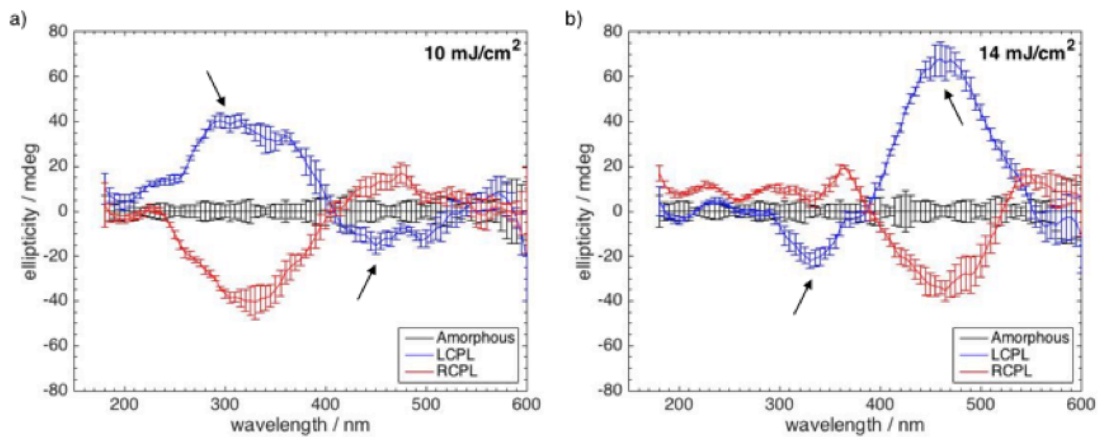 a)
10 mJ/cm²
80
60
40
20
0
-20
-40
-60
-80
ellipticity / mdeg
Amorphous
LCPL
RCPL
200 300 400 500 600
wavelength / nm
b)
14 mJ/cm²
80
60
40
20
0
-20
-40
-60
-80
ellipticity / mdeg
Amorphous
LCPL
RCPL
200 300 400 500 600
wavelength / nm